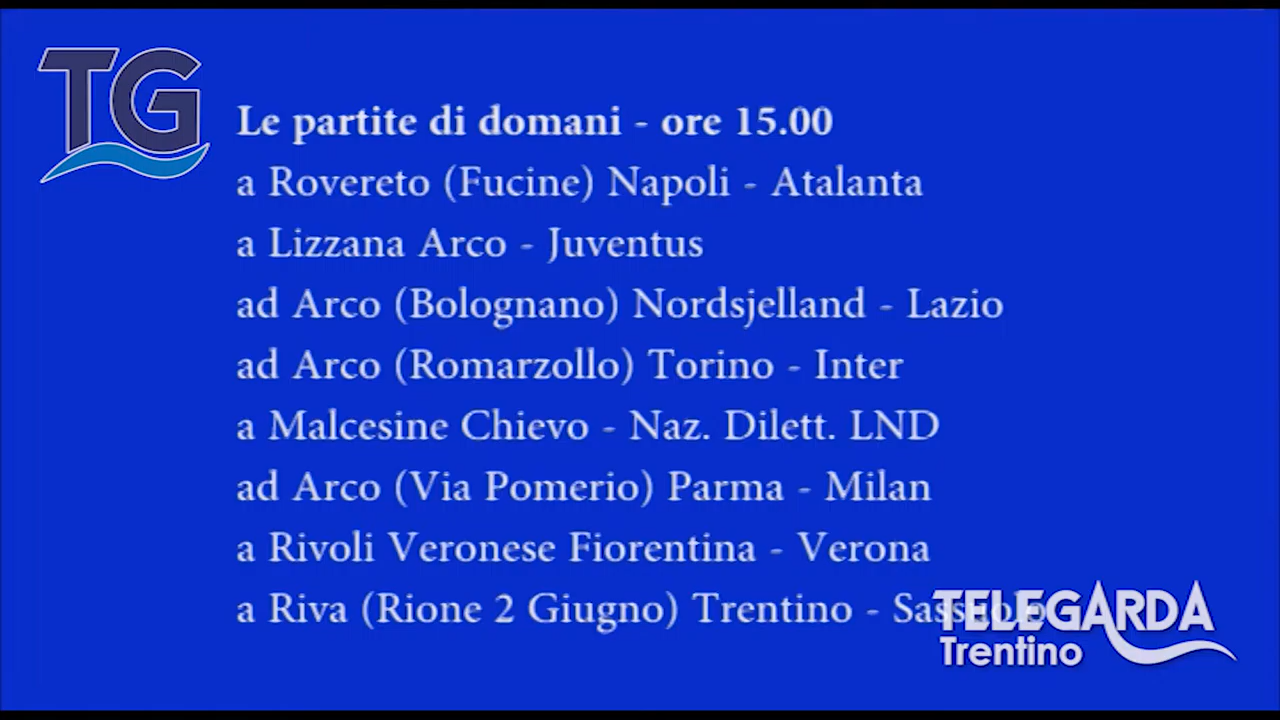 TG
Le partite di domani - ore 15.00
a Rovereto (Fucine) Napoli - Atalanta
a Lizzana Arco - Juventus
ad Arco (Bolognano) Nordsjelland - Lazio
ad Arco (Romarzollo) Torino - Inter
a Malcesine Chievo - Naz. Dilett. LND
ad Arco (Via Pomerio) Parma - Milan
a Rivoli Veronese Fiorentina - Verona
a Riva (Rione 2 Giugno) Trentino - Sassuolo
TELEGARDA
Trentino